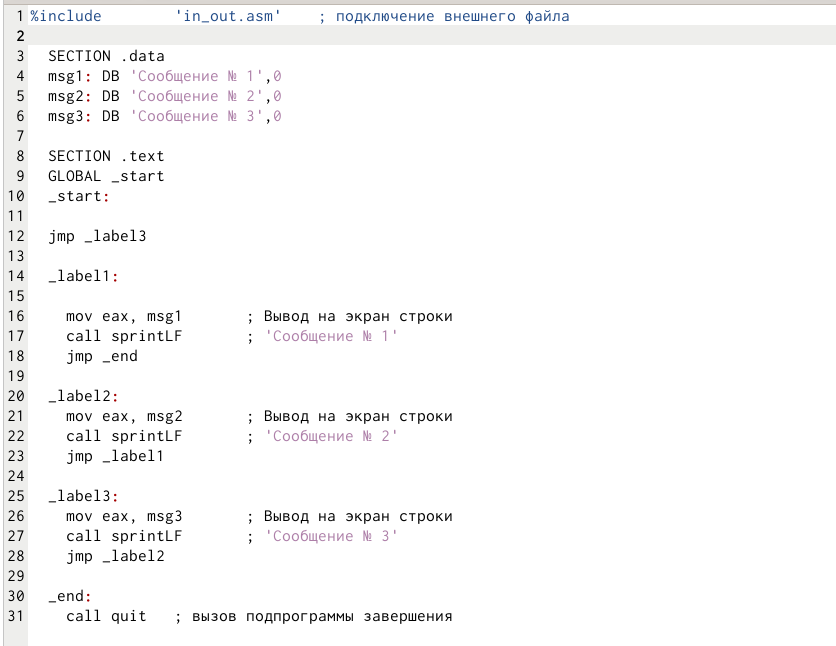 1 %include 'in_out.asm' ; подключение внешнего файла
2
3 SECTION .data
4 msg1: DB 'Сообщение № 1',0
5 msg2: DB 'Сообщение № 2',0
6 msg3: DB 'Сообщение № 3',0
7
8 SECTION .text
9 GLOBAL _start
10 _start:
11
12 jmp _label3
13
14 _label1:
15
16 mov eax, msg1 ; Вывод на экран строки
17 call sprintLF ; 'Сообщение № 1'
18 jmp _end
19
20 _label2:
21 mov eax, msg2 ; Вывод на экран строки
22 call sprintLF ; 'Сообщение № 2'
23 jmp _label1
24
25 _label3:
26 mov eax, msg3 ; Вывод на экран строки
27 call sprintLF ; 'Сообщение № 3'
28 jmp _label2
29
30 _end:
31 call quit ; вызов подпрограммы завершения